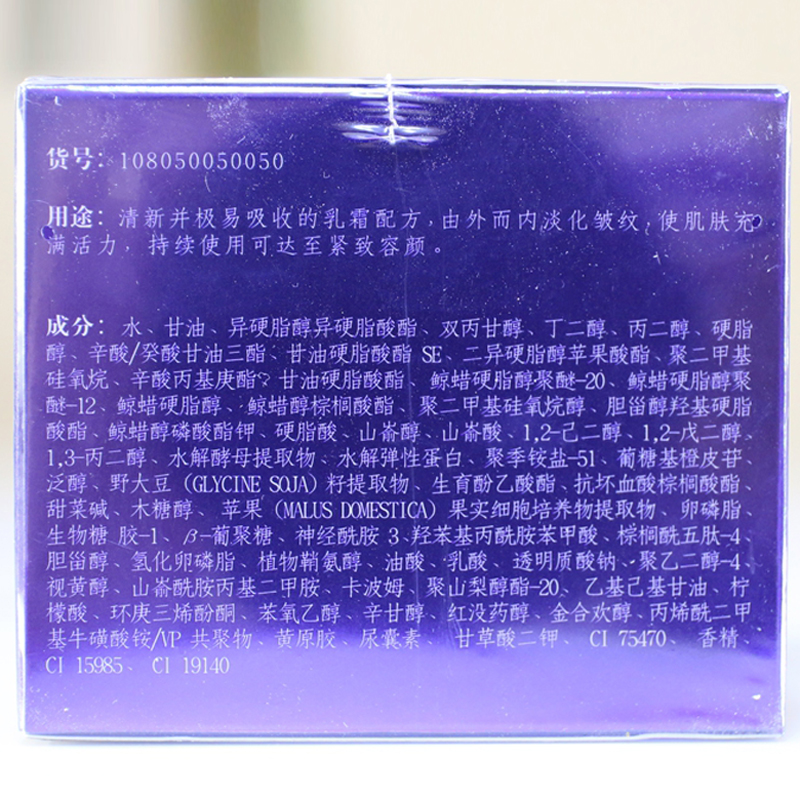 货号：108050050050
用途：清新并极易吸收的乳霜配方,由外而内淡化皱纹,使肌肤充
满活力，持续使用可达至紧致容颜。
成分：水、甘油、异硬脂醇异硬脂酸酯、双丙甘醇、丁二醇、丙二醇、硬脂
醇、辛酸/癸酸甘油三酯、甘油硬脂酸酯 SE、二异硬脂醇苹果酸酯、聚二甲基
硅氧烷、辛酸丙基庚酯、甘油硬脂酸酯、鲸蜡硬脂醇聚醚-20、鲸蜡硬脂醇聚
醚-12、鲸蜡硬脂醇、鲸蜡醇棕榈酸酯、聚二甲基硅氧烷醇、胆甾醇羟基硬脂
酸酯、鲸蜡醇磷酸酯钾、硬脂酸、山嵛醇、山嵛酸、1,2-己二醇、1,2-戊二醇、
1,3-丙二醇、水解酵母提取物、水解弹性蛋白、聚季铵盐-51、葡糖基橙皮苷、
泛醇、野大豆（GLYCINE SOJA）籽提取物、生育酚乙酸酯、抗坏血酸棕榈酸酯、
甜菜碱、木糖醇、苹果（MALUS DOMESTICA）果实细胞培养物提取物、卵磷脂、
生物糖 胶-1、β-葡聚糖、神经酰胺 3、羟苯基丙酰胺苯甲酸、棕榈酰五肽-4、
胆甾醇、氢化卵磷脂、植物鞘氨醇、油酸、乳酸、透明质酸钠、聚乙二醇-4、
视黄醇、山嵛酰胺丙基二甲胺、卡波姆、聚山梨醇酯-20、乙基己基甘油、柠
檬酸、环庚三烯酚酮、苯氧乙醇、辛甘醇、红没药醇、金合欢醇、丙烯酰二甲
基牛磺酸铵/VP 共聚物、黄原胶、尿囊素、甘草酸二钾、CI 75470、香精、
CI 15985、CI 19140